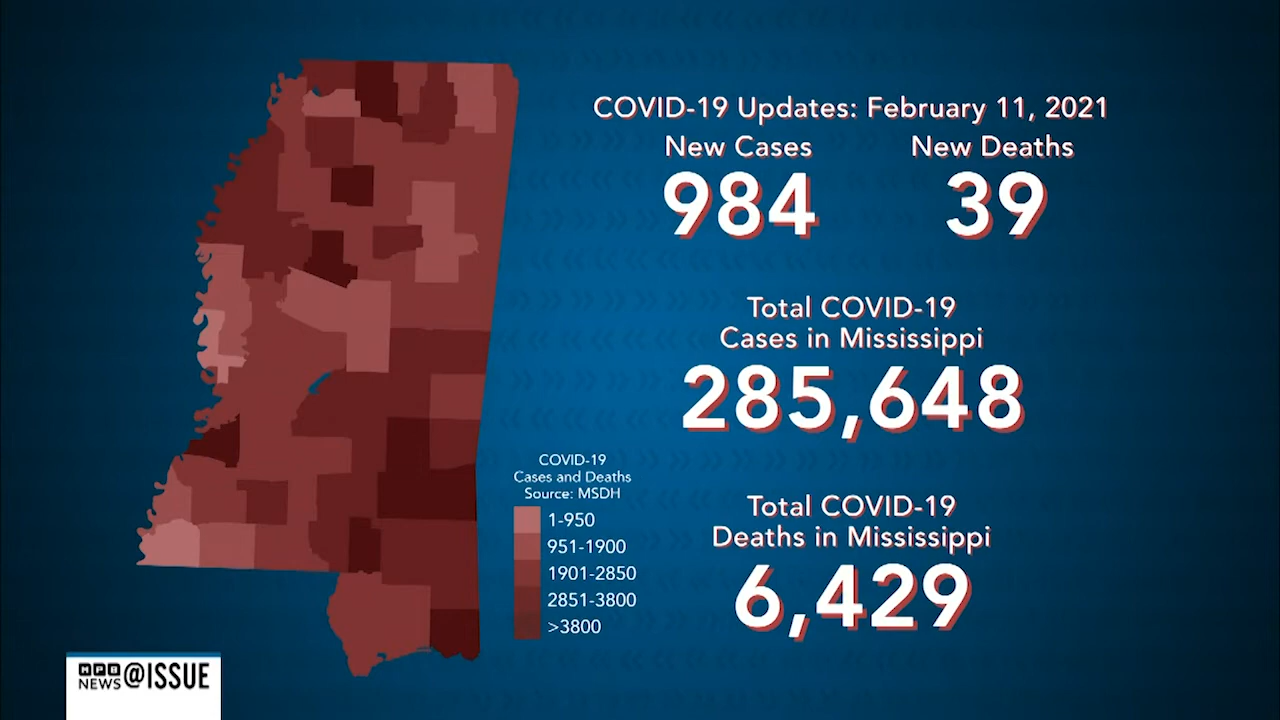 COVID-19 Updates: February 11, 2021
New Cases
984
New Deaths
39
Total COVID-19
Cases in Mississippi
285,648
COVID-19
Cases and Deaths
Source: MSDH
1-950
951-1900
1901-2850
2851-3800
>3800
Total COVID-19
Deaths in Mississippi
6,429
MPB
NEWS @ISSUE